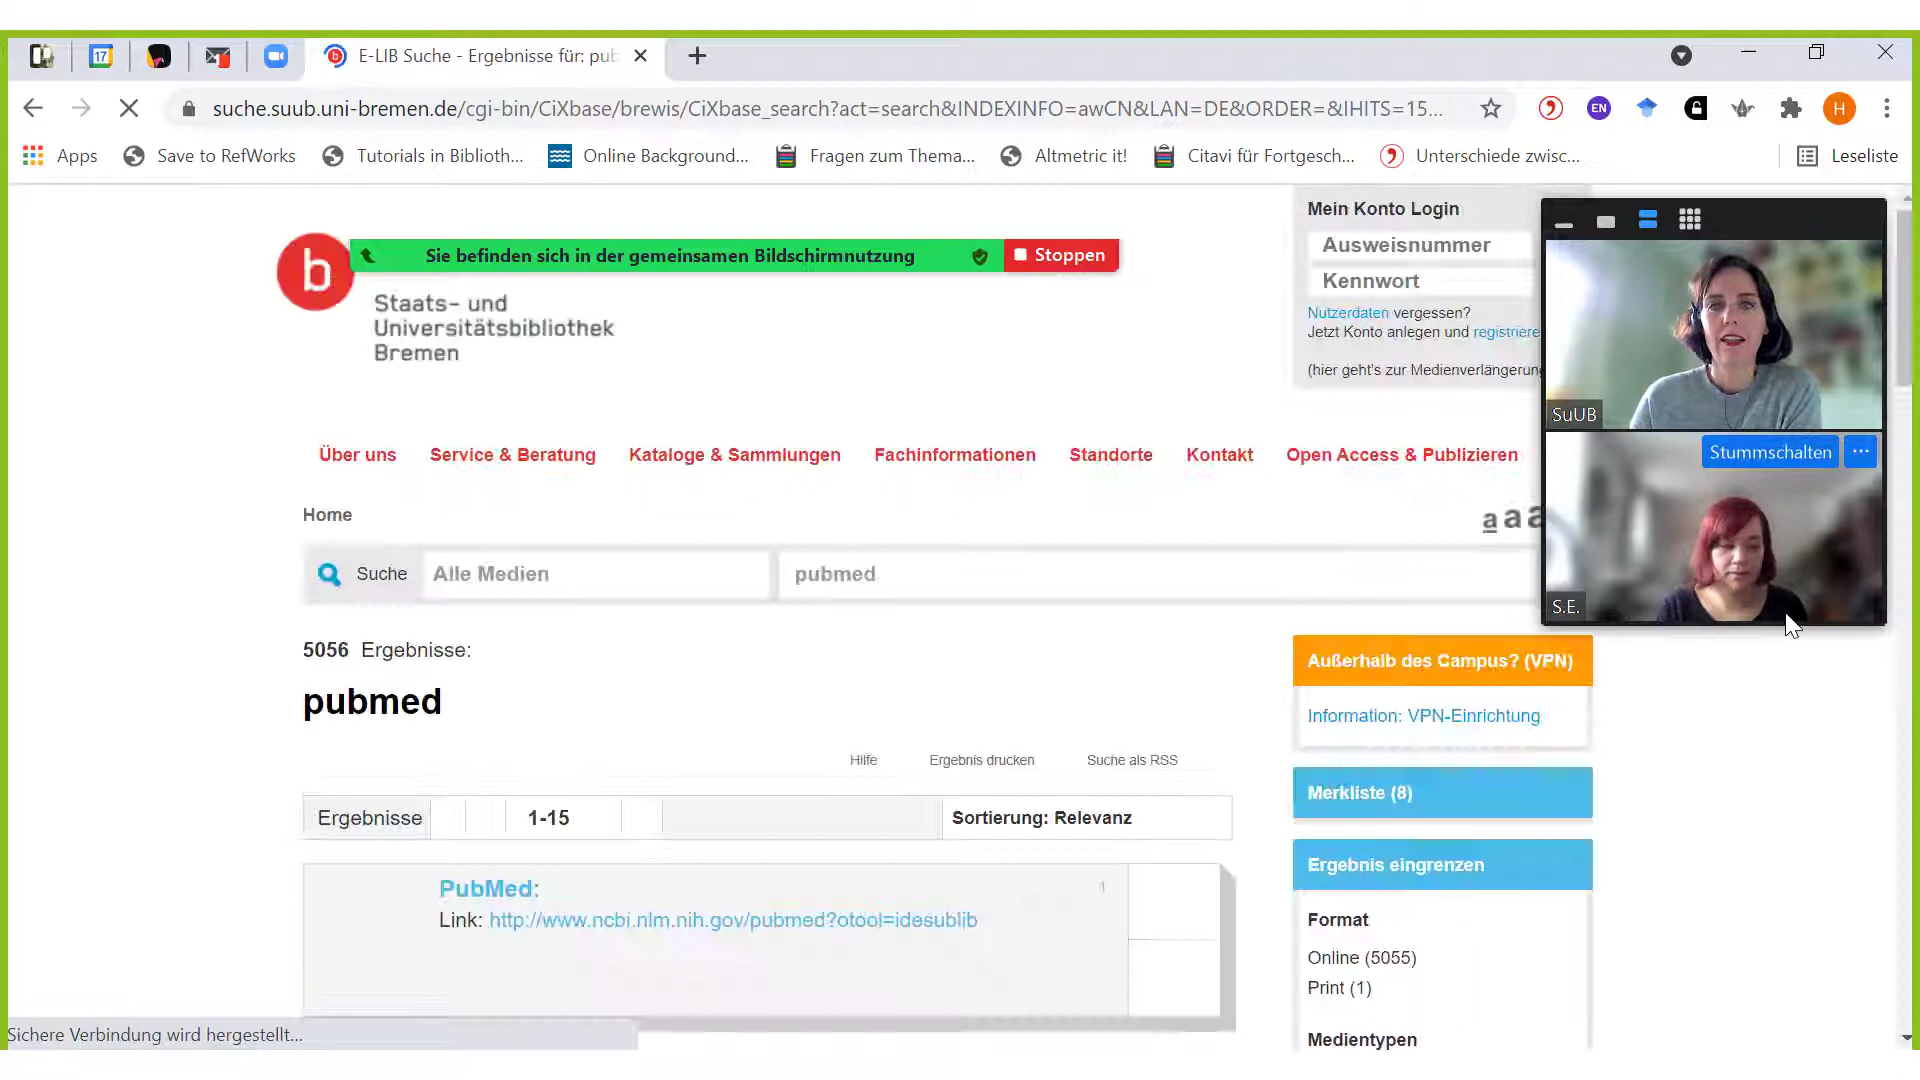 17
E-LIB Suche - Ergebnisse für: pub
suche.suub.uni-bremen.de/cgi-bin/CiXbase/brewis/CiXbase_search?act=search&INDEXINFO=awCN&LAN=DE&ORDER=&IHITS=15...
EN
H
Apps
Save to RefWorks
Tutorials in Biblioth...
Online Background...
Fragen zum Thema...
Altmetric it!
Citavi für Fortgesch...
Unterschiede zwisc...
Leseliste
b
Sie befinden sich in der gemeinsamen Bildschirmnutzung
Stoppen
Staats- und
Universitätsbibliothek
Bremen
Mein Konto Login
Ausweisnummer
Kennwort
Nutzerdaten vergessen?
Jetzt Konto anlegen und registriere
(hier geht's zur Medienverlängerung
SuUB
Stummschalten
...
S.E.
Über uns
Service & Beratung
Kataloge & Sammlungen
Fachinformationen
Standorte
Kontakt
Open Access & Publizieren
Home
a a a
Suche
Alle Medien
pubmed
5056 Ergebnisse:
pubmed
Hilfe
Ergebnis drucken
Suche als RSS
Ergebnisse
1-15
Sortierung: Relevanz
PubMed:
1
Link: http://www.ncbi.nlm.nih.gov/pubmed?otool=idesublib
Außerhalb des Campus? (VPN)
Information: VPN-Einrichtung
Merkliste (8)
Ergebnis eingrenzen
Format
Online (5055)
Print (1)
Medientypen
Sichere Verbindung wird hergestellt...